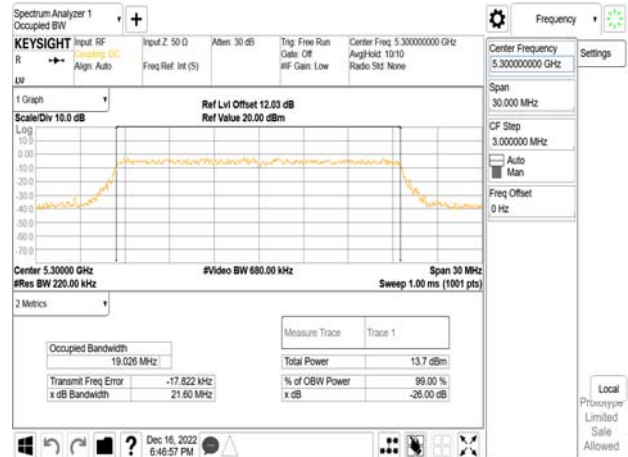 Spectrum Analyzer 1
Occupied BW
Frequency
KEYSIGHT Input: RF
Coupling: DC
Align: Auto
R
LU
Input Z: 50 Ω
Freq Ref: Int (S)
Atten: 30 dB
Trig: Free Run
Gate: Off
#IF Gain: Low
Center Freq: 5.300000000 GHz
Avg|Hold: 10/10
Radio Std: None
1 Graph
Scale/Div 10.0 dB
Ref Lvl Offset 12.03 dB
Ref Value 20.00 dBm
Log
10.0
0.00
-10.0
-20.0
-30.0
-40.0
-50.0
-60.0
-70.0
Center 5.30000 GHz
#Res BW 220.00 kHz
#Video BW 680.00 kHz
Span 30 MHz
Sweep 1.00 ms (1001 pts)
2 Metrics
Measure Trace Trace 1
Occupied Bandwidth
19.026 MHz
Total Power 13.7 dBm
Transmit Freq Error -17.822 kHz
% of OBW Power 99.00 %
x dB Bandwidth 21.60 MHz
x dB -26.00 dB
Center Frequency
5.300000000 GHz
Settings
Span
30.000 MHz
CF Step
3.000000 MHz
Auto
Man
Freq Offset
0 Hz
Local
Prototype
Limited
Sale
Allowed
?
Dec 16, 2022
6:46:57 PM